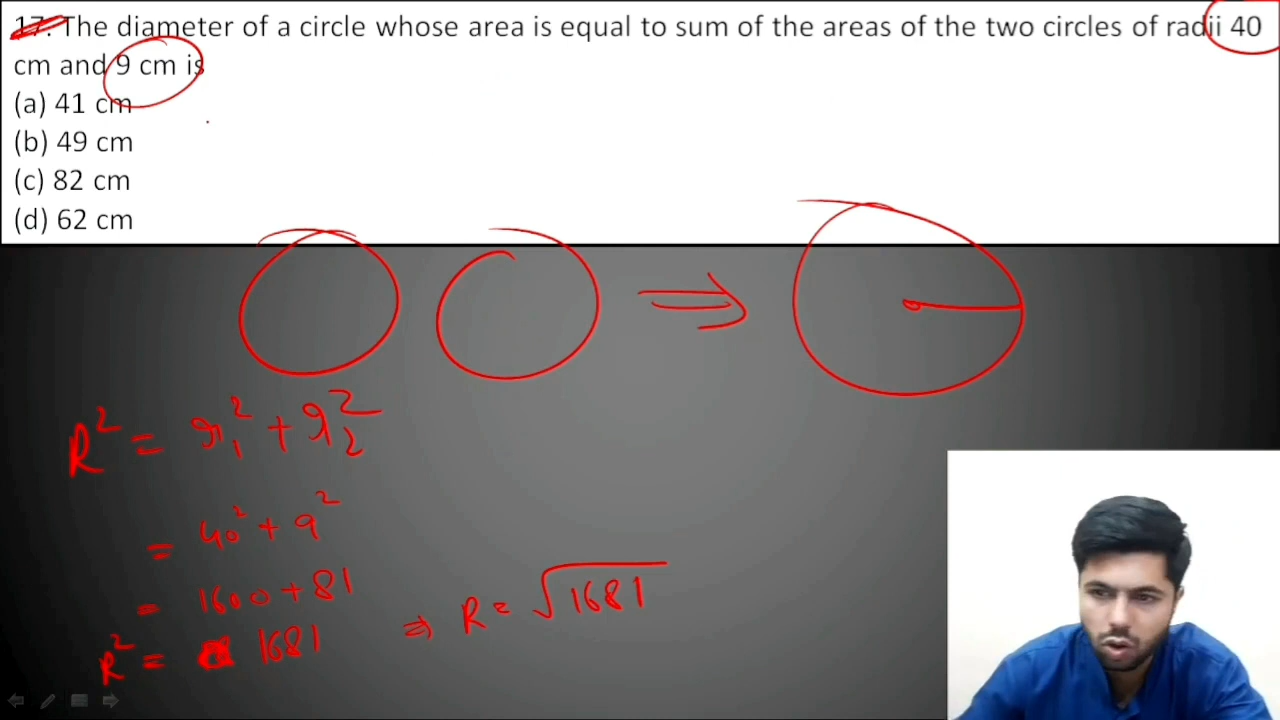 17. The diameter of a circle whose area is equal to sum of the areas of the two circles of radii 40
cm and 9 cm is
(a) 41 cm
(b) 49 cm
(c) 82 cm
(d) 62 cm
⇒
R² = r₁² + r₂²
= 40² + 9²
= 1600 + 81
R² = 1681 ⇒ R = √1681